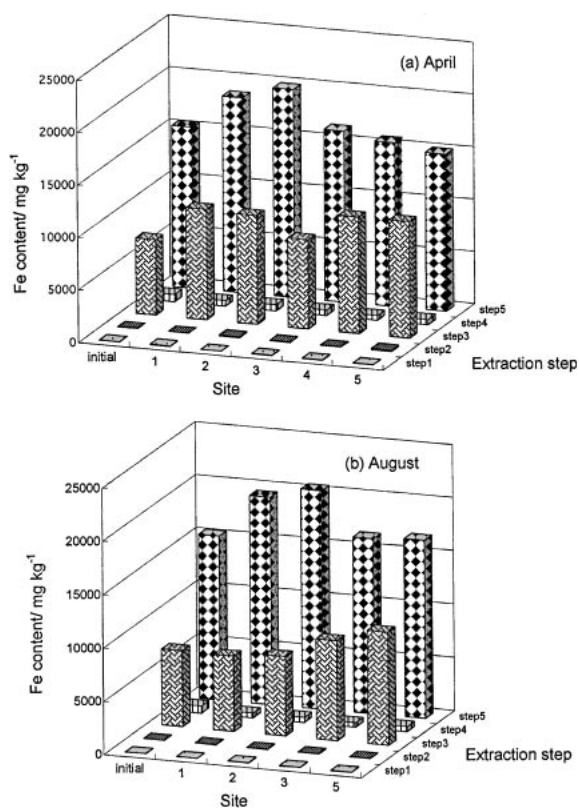 (a) April
25000
20000
15000
10000
5000
0
Fe content/ mg kg⁻¹
initial
1
2
3
4
5
Site
step1
step2
step3
step4
step5
Extraction step
(b) August
25000
20000
15000
10000
5000
0
Fe content/ mg kg⁻¹
initial
1
2
3
5
Site
step1
step2
step3
step4
step5
Extraction step